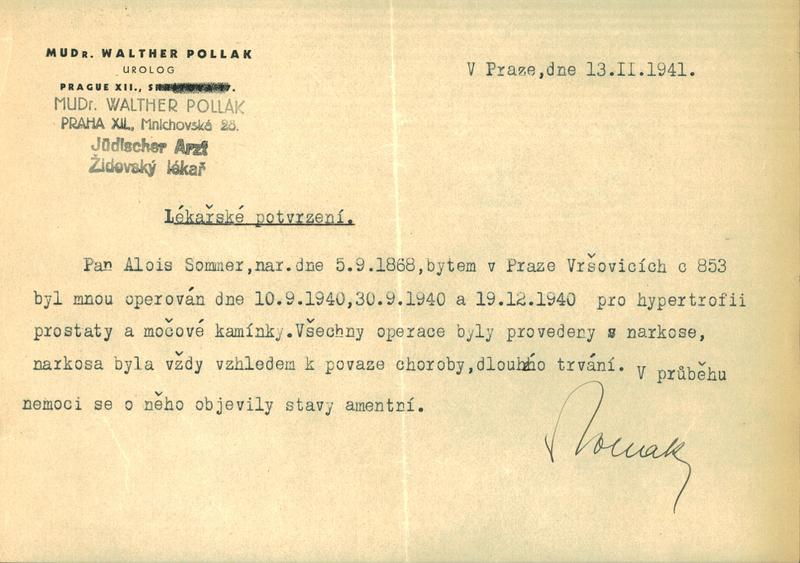 MUDR. WALTHER POLLAK
UROLOG
PRAGUE XII.,
MUDr. WALTHER POLLAK
PRAHA XII., Mnichovská 28.
Jüdischer Arzt
Židovský lékař
V Praze,dne 13.II.1941.
Lékařské potvrzení.
Pan Alois Sommer,nar.dne 5.9.1868,bytem v Praze Vršovicích c 853
byl mnou operován dne 10.9.1940,30.9.1940 a 19.12.1940 pro hypertrofii
prostaty a močové kamínky.Všechny operace byly provedeny s narkose,
narkosa byla vždy vzhledem k povaze choroby,dlouhého trvání. V průběhu
nemoci se o něho objevily stavy amentní.